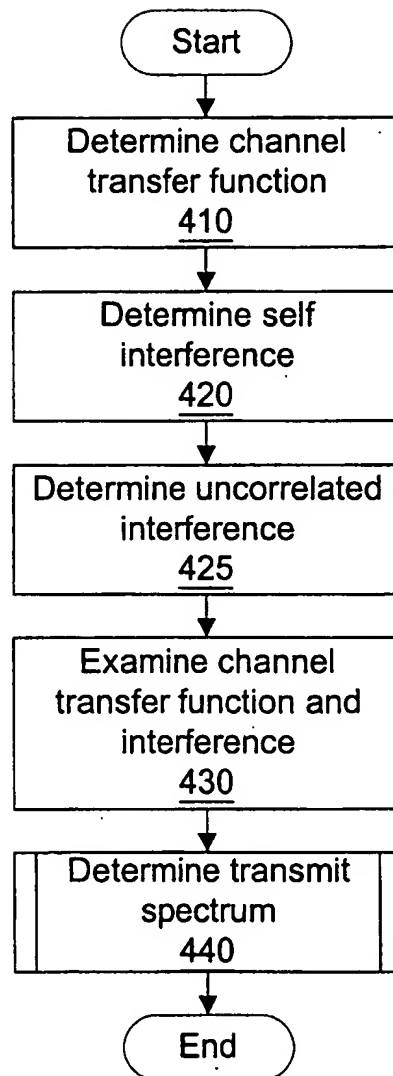 Start
Determine channel
transfer function
410
Determine self
interference
420
Determine uncorrelated
interference
425
Examine channel
transfer function and
interference
430
Determine transmit
spectrum
440
End